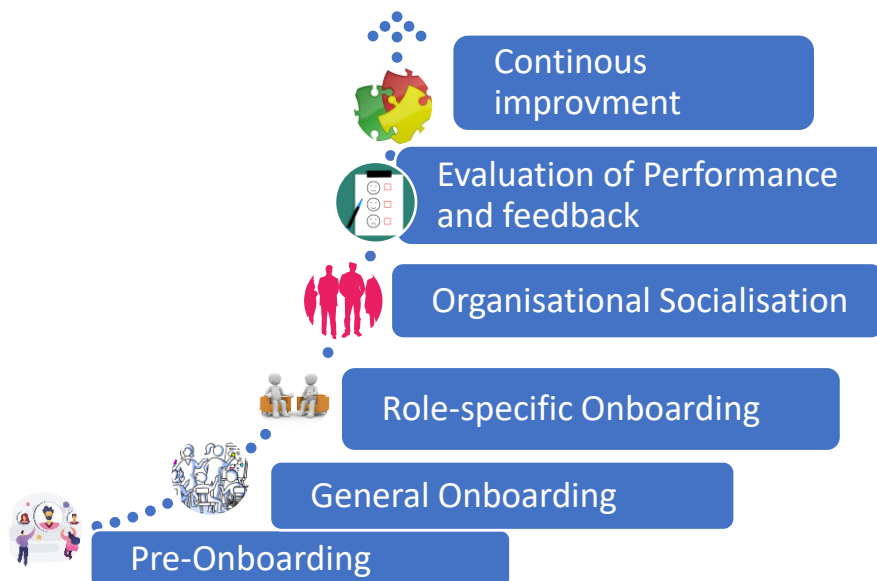 Continous
improvment
Evaluation of Performance
and feedback
Organisational Socialisation
Role-specific Onboarding
General Onboarding
Pre-Onboarding